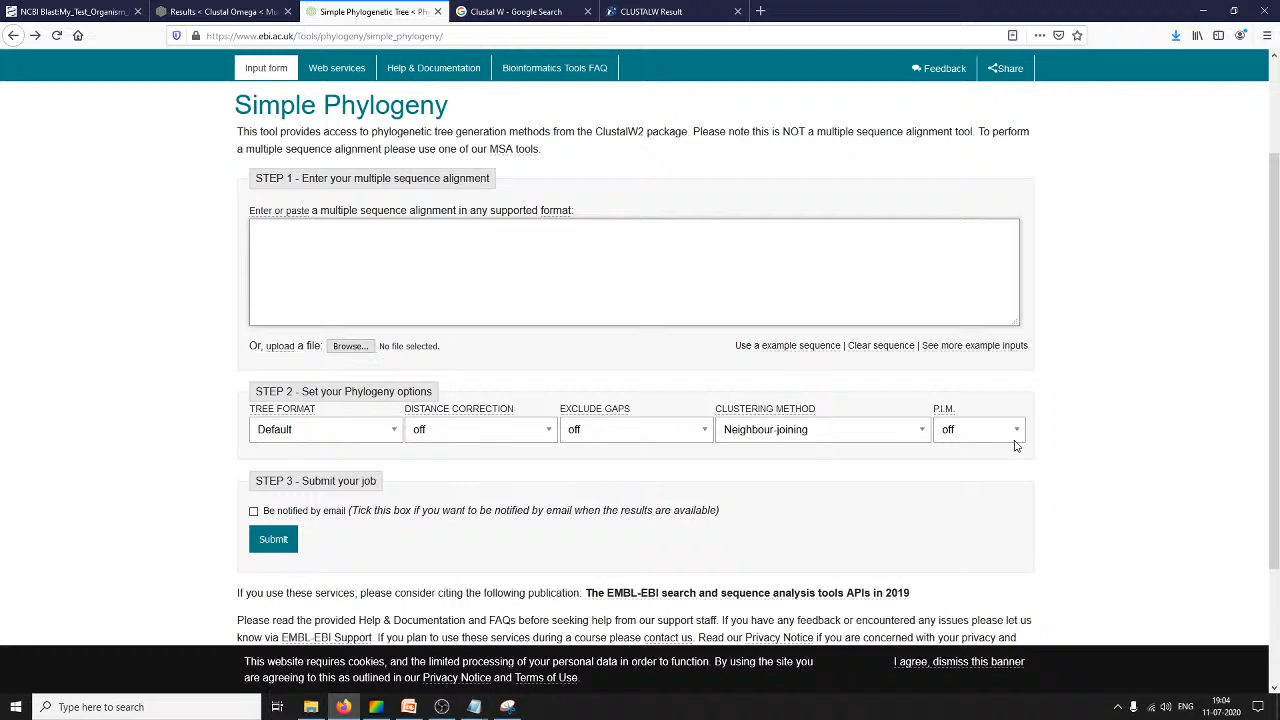 NCBI Blast:My_Test_Organism_
Results < Clustal Omega < Mu
Simple Phylogenetic Tree < Ph
Clustal W - Google Search
CLUSTALW Result
https://www.ebi.ac.uk/Tools/phylogeny/simple_phylogeny/
Input form
Web services
Help & Documentation
Bioinformatics Tools FAQ
Feedback
Share
Simple Phylogeny
This tool provides access to phylogenetic tree generation methods from the ClustalW2 package. Please note this is NOT a multiple sequence alignment tool. To perform
a multiple sequence alignment please use one of our MSA tools.
STEP 1 - Enter your multiple sequence alignment
Enter or paste a multiple sequence alignment in any supported format:
Or, upload a file: Browse... No file selected.
Use a example sequence | Clear sequence | See more example inputs
STEP 2 - Set your Phylogeny options
TREE FORMAT DISTANCE CORRECTION EXCLUDE GAPS CLUSTERING METHOD P.I.M.
Default off off Neighbour-joining off
STEP 3 - Submit your job
Be notified by email (Tick this box if you want to be notified by email when the results are available)
Submit
If you use these services, please consider citing the following publication: The EMBL-EBI search and sequence analysis tools APIs in 2019
Please read the provided Help & Documentation and FAQs before seeking help from our support staff. If you have any feedback or encountered any issues please let us
know via EMBL-EBI Support. If you plan to use these services during a course please contact us. Read our Privacy Notice if you are concerned with your privacy and
This website requires cookies, and the limited processing of your personal data in order to function. By using the site you
are agreeing to this as outlined in our Privacy Notice and Terms of Use.
I agree, dismiss this banner
Type here to search
ENG
19:04
11-07-2020